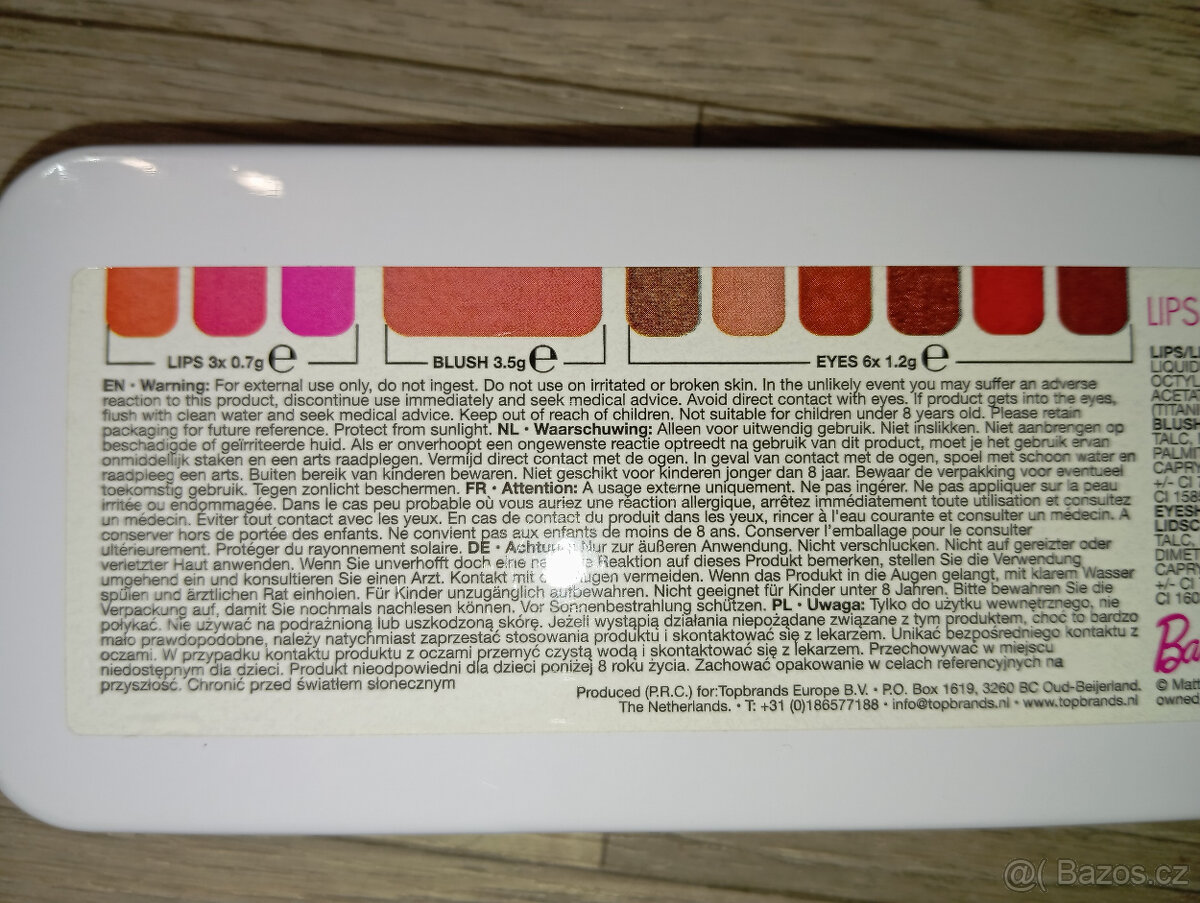 LIPS 3x 0.7g ℮
BLUSH 3.5g ℮
EYES 6x 1.2g ℮
EN • Warning: For external use only, do not ingest. Do not use on irritated or broken skin. In the unlikely event you may suffer an adverse
reaction to this product, discontinue use immediately and seek medical advice. Avoid direct contact with eyes. If product gets into the eyes,
flush with clean water and seek medical advice. Keep out of reach of children. Not suitable for children under 8 years old. Please retain
packaging for future reference. Protect from sunlight. NL • Waarschuwing: Alleen voor uitwendig gebruik. Niet inslikken. Niet aanbrengen op
beschadigde of geïrriteerde huid. Als er onverhoopt een ongewenste reactie optreedt na gebruik van dit product, moet je het gebruik ervan
onmiddellijk staken en een arts raadplegen. Vermijd direct contact met de ogen. In geval van contact met de ogen, spoel met schoon water en
raadpleeg een arts. Buiten bereik van kinderen bewaren. Niet geschikt voor kinderen jonger dan 8 jaar. Bewaar de verpakking voor eventueel
toekomstig gebruik. Tegen zonlicht beschermen. FR • Attention: A usage externe uniquement. Ne pas ingérer. Ne pas appliquer sur la peau
irritée ou endommagée. Dans le cas peu probable où vous auriez une réaction allergique, arrêtez immédiatement toute utilisation et consultez
un médecin. Éviter tout contact avec les yeux. En cas de contact du produit dans les yeux, rincer à l'eau courante et consulter un médecin. A
conserver hors de portée des enfants. Ne convient pas aux enfants de moins de 8 ans. Conserver l'emballage pour le consulter
ultérieurement. Protéger du rayonnement solaire. DE • Nur zur äußeren Anwendung. Nicht verschlucken. Nicht auf gereizter oder
verletzter Haut anwenden. Wenn Sie unverhofft doch eine Reaktion auf dieses Produkt bemerken, stellen Sie die Verwendung
umgehend ein und konsultieren Sie einen Arzt. Kontakt mit vermeiden. Wenn das Produkt in die Augen gelangt, mit klarem Wasser
spülen und ärztlichen Rat einholen. Für Kinder unzugänglich aufbewahren. Nicht geeignet für Kinder unter 8 Jahren. Bitte bewahren Sie die
Verpackung auf, damit Sie nochmals nachlesen können. Vor Sonnenbestrahlung schützen. PL • Uwaga: Tylko do użytku wewnętrznego, nie
połykać. Nie używać na podrażnioną lub uszkodzoną skórę. Jeżeli wystąpią działania niepożądane związane z tym produktem, choć to bardzo
mało prawdopodobne, należy natychmiast zaprzestać stosowania produktu i skontaktować się z lekarzem. Unikać bezpośredniego kontaktu z
oczami. W przypadku kontaktu produktu z oczami przemyć czystą wodą i skontaktować się z lekarzem. Przechowywać w miejscu
niedostępnym dla dzieci. Produkt nieodpowiedni dla dzieci poniżej 8 roku życia. Zachować opakowanie w celach referencyjnych na
przyszłość. Chronić przed światłem słonecznym
Produced (P.R.C.) for:Topbrands Europe B.V. • P.O. Box 1619, 3260 BC Oud-Beijerland.
The Netherlands. • T: +31 (0)186577188 • info@topbrands.nl • www.topbrands.nl
LIPS
LIPS/LI
LIQUID
OCTYL
ACETA
(TITAN
BLUSH
TALC,
PALMI
CAPRY
+/- CI 7
CI 158
EYESH
LIDSC
TALC,
DIMET
CAPRY
+/- CI
CI 160
Ba
© Matt
owned
@( Bazos.cz